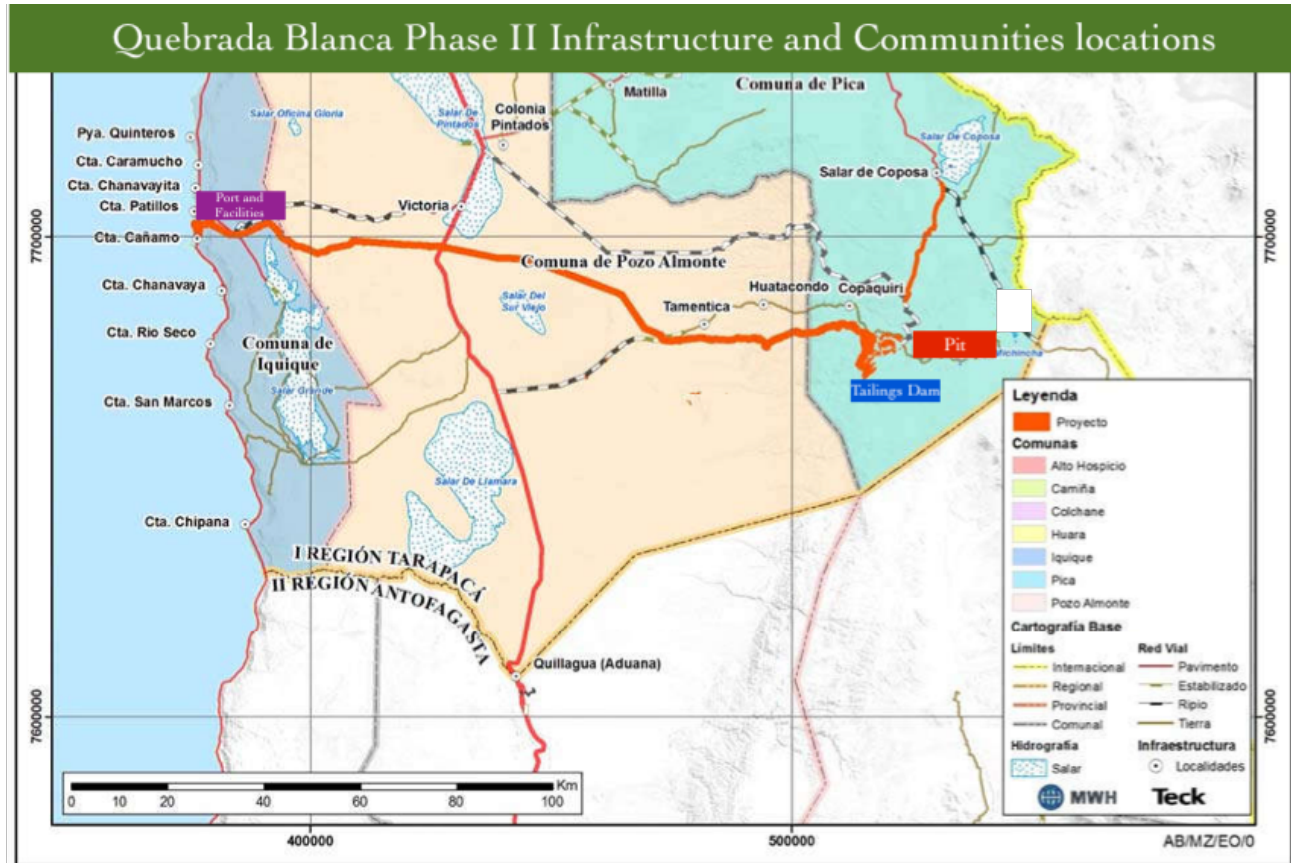 Quebrada Blanca Phase II Infrastructure and Communities locations
Comuna de Pica
Matilla
Salar Oficina Gloria
Salar De
Pintados
Colonia
Pintados
Salar De Coposa
Pya. Quinteros
Cta. Caramucho
Cta. Chanavayita
Cta. Patillos
Cta. Cañamo
Port and
Facilities
Victoria
Salar de Coposa
7700000
7700000
Comuna de Pozo Almonte
Cta. Chanavaya
Salar Del
Sur Viejo
Huatacondo
Copaquiri
Tamentica
Cta. Rio Seco
Comuna de
Iquique
Salar Grande
Pit
Michincha
Tailings Dam
Cta. San Marcos
Salar De Llamara
Cta. Chipana
I REGIÓN TARAPACÁ
II REGIÓN ANTOFAGASTA
Quillagua (Aduana)
7600000
7600000
Leyenda
Proyecto
Comunas
Alto Hospicio
Camiña
Colchane
Huara
Iquique
Pica
Pozo Almonte
Cartografía Base
Límites
Internacional
Regional
Provincial
Comunal
Red Vial
Pavimento
Estabilizado
Ripio
Tierra
Hidrografía
Salar
Infraestructura
Localidades
MWH
Teck
0 10 20 40 60 80 100 Km
400000
500000
AB/MZ/EO/0